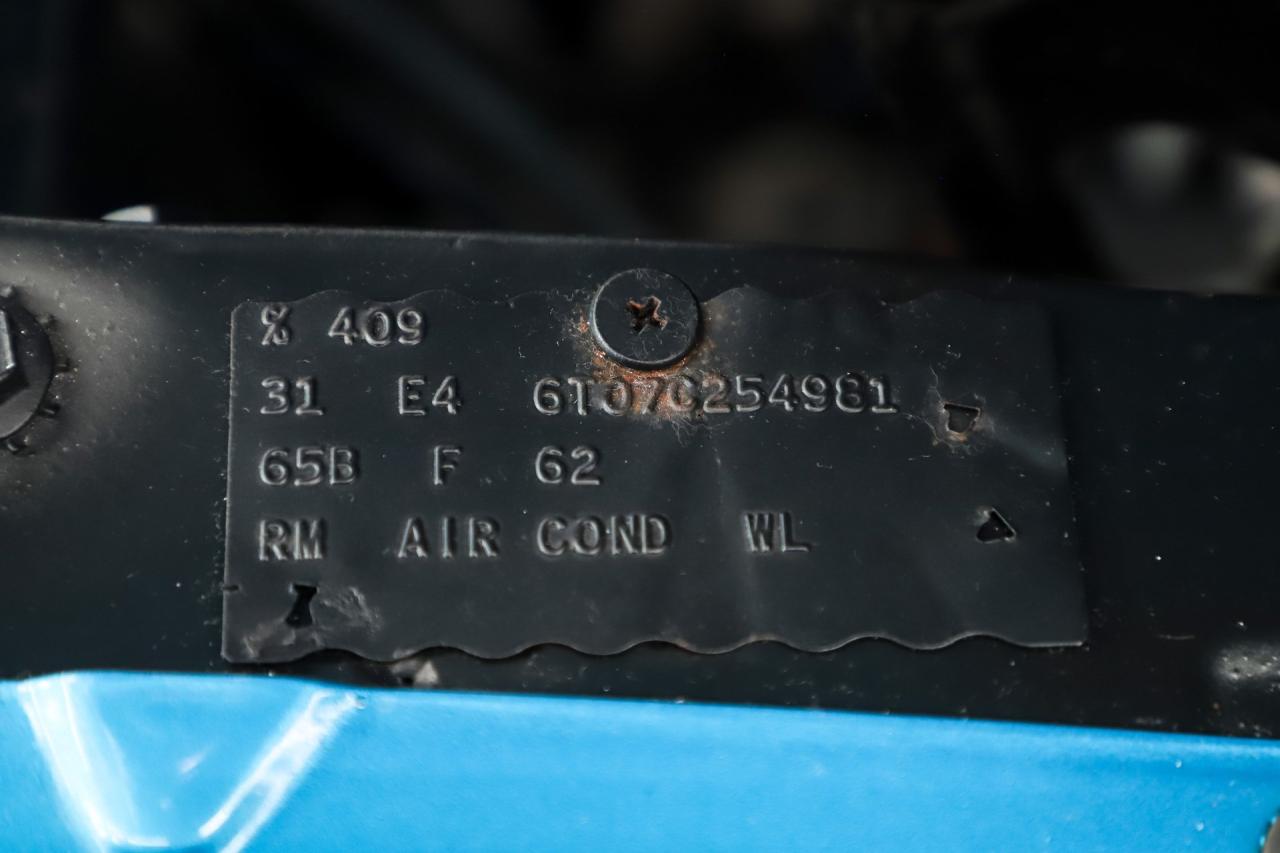 % 409
31 E4 6T07C254981
65B F 62
RM AIR COND WL